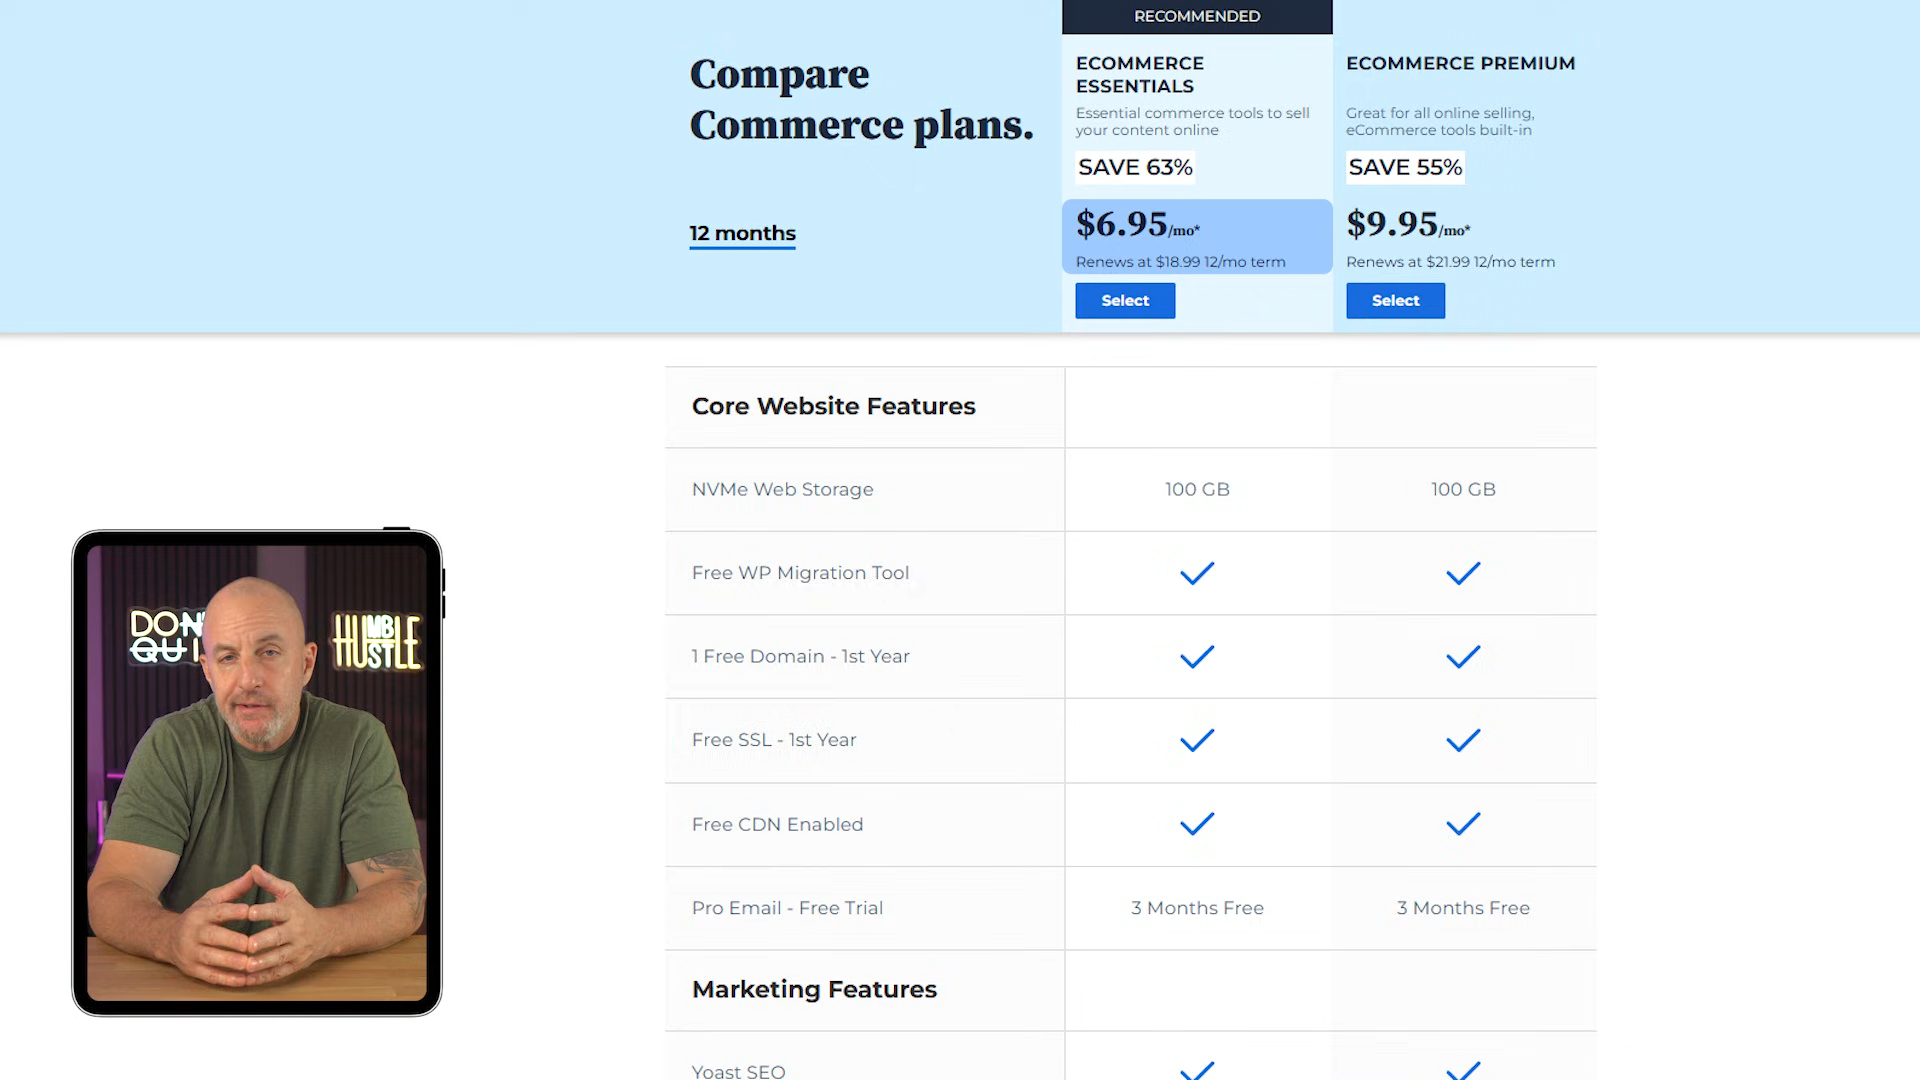 RECOMMENDED
Compare
Commerce plans.
12 months
ECOMMERCE
ESSENTIALS
Essential commerce tools to sell
your content online
SAVE 63%
$6.95/mo*
Renews at $18.99 12/mo term
Select
ECOMMERCE PREMIUM
Great for all online selling,
eCommerce tools built-in
SAVE 55%
$9.95/mo*
Renews at $21.99 12/mo term
Select
Core Website Features
NVMe Web Storage 100 GB 100 GB
Free WP Migration Tool
1 Free Domain - 1st Year
Free SSL - 1st Year
Free CDN Enabled
Pro Email - Free Trial 3 Months Free 3 Months Free
Marketing Features
Yoast SEO
HUMBLE
HUSTLE